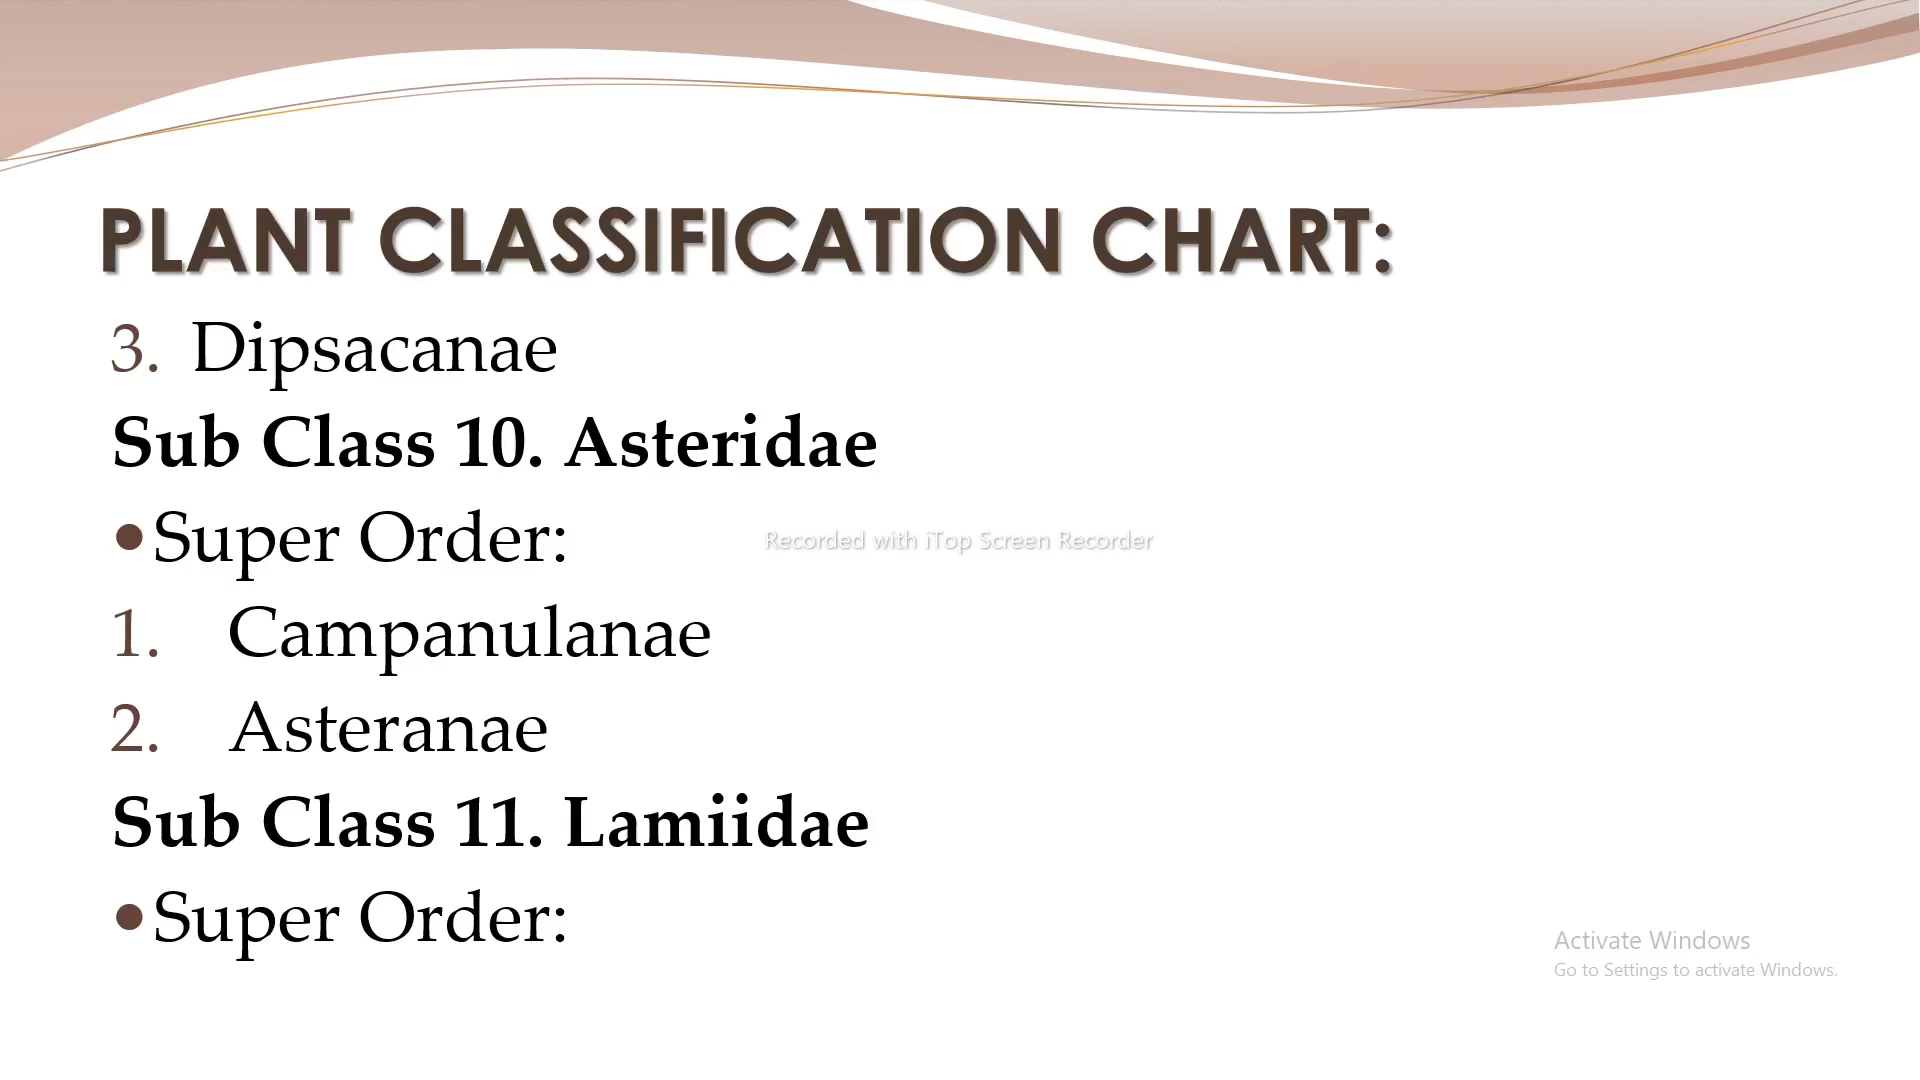 PLANT CLASSIFICATION CHART:
3. Dipsacanae
Sub Class 10. Asteridae
•Super Order:
Recorded with iTop Screen Recorder
1. Campanulanae
2. Asteranae
Sub Class 11. Lamiidae
•Super Order:
Activate Windows
Go to Settings to activate Windows.